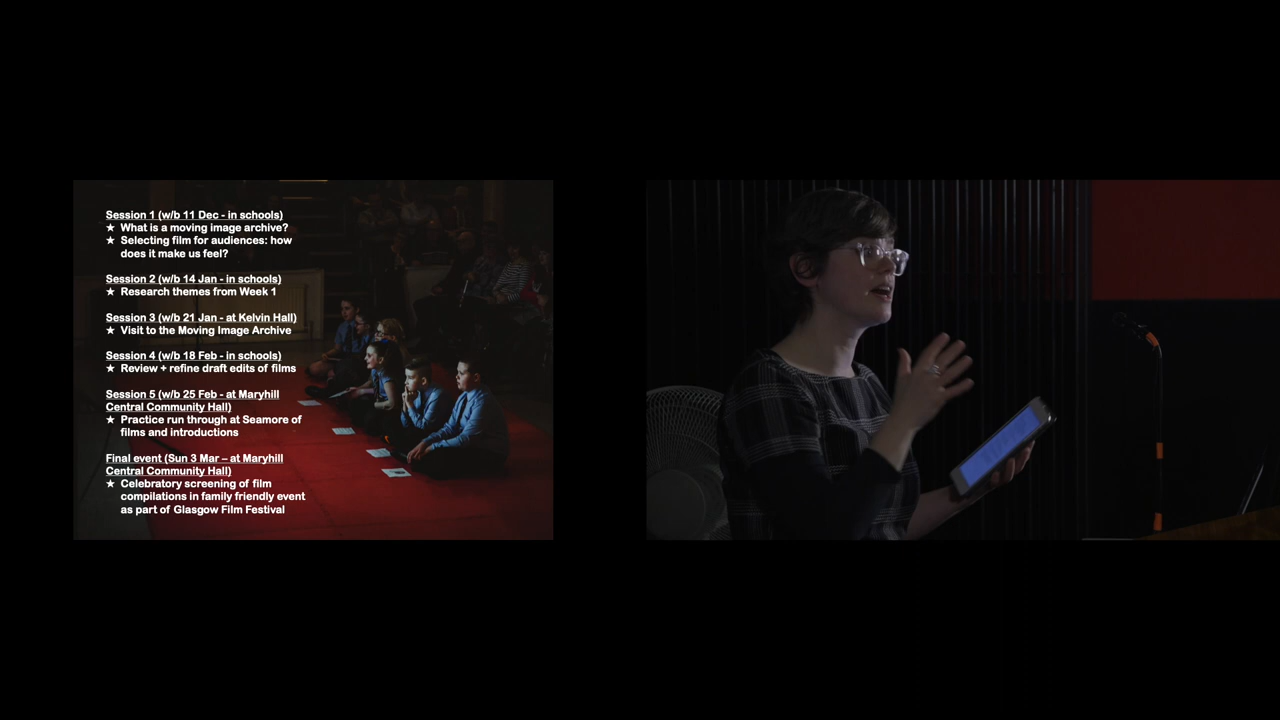 Session 1 (w/b 11 Dec - in schools)
★ What is a moving image archive?
★ Selecting film for audiences: how
does it make us feel?
Session 2 (w/b 14 Jan - in schools)
★ Research themes from Week 1
Session 3 (w/b 21 Jan - at Kelvin Hall)
★ Visit to the Moving Image Archive
Session 4 (w/b 18 Feb - in schools)
★ Review + refine draft edits of films
Session 5 (w/b 25 Feb - at Maryhill
Central Community Hall)
★ Practice run through at Seamore of
films and introductions
Final event (Sun 3 Mar – at Maryhill
Central Community Hall)
★ Celebratory screening of film
compilations in family friendly event
as part of Glasgow Film Festival